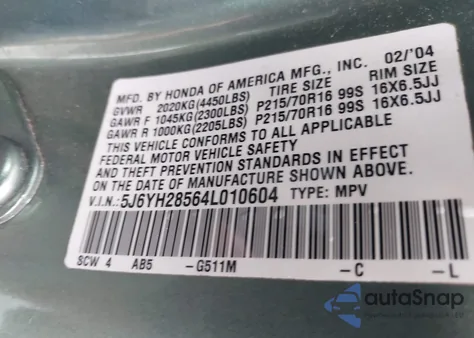 MFD. BY HONDA OF AMERICA MFG., INC. 02/'04
GVWR 2020KG(4450LBS) TIRE SIZE RIM SIZE
GAWR F 1045KG(2300LBS) P215/70R16 99S 16X6.5JJ
GAWR R 1000KG(2205LBS) P215/70R16 99S 16X6.5JJ
THIS VEHICLE CONFORMS TO ALL APPLICABLE
FEDERAL MOTOR VEHICLE SAFETY
AND THEFT PREVENTION STANDARDS IN EFFECT
ON THE DATE OF MANUFACTURE SHOWN ABOVE.
V.I.N: 5J6YH28564L010604 TYPE: MPV
SCW 4 AB5 -G511M -C -L
autoSnap